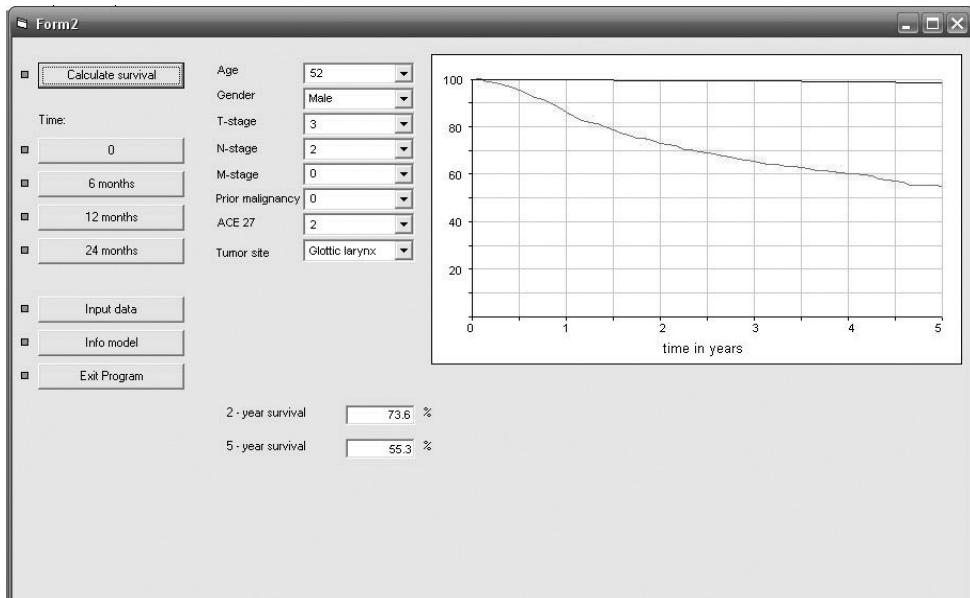 Form2
Calculate survival
Time:
0
6 months
12 months
24 months
Input data
Info model
Exit Program
Age 52
Gender Male
T-stage 3
N-stage 2
M-stage 0
Prior malignancy 0
ACE 27 2
Tumor site Glottic larynx
100
80
60
40
20
0 1 2 3 4 5
time in years
2 - year survival 73.6 %
5 - year survival 55.3 %